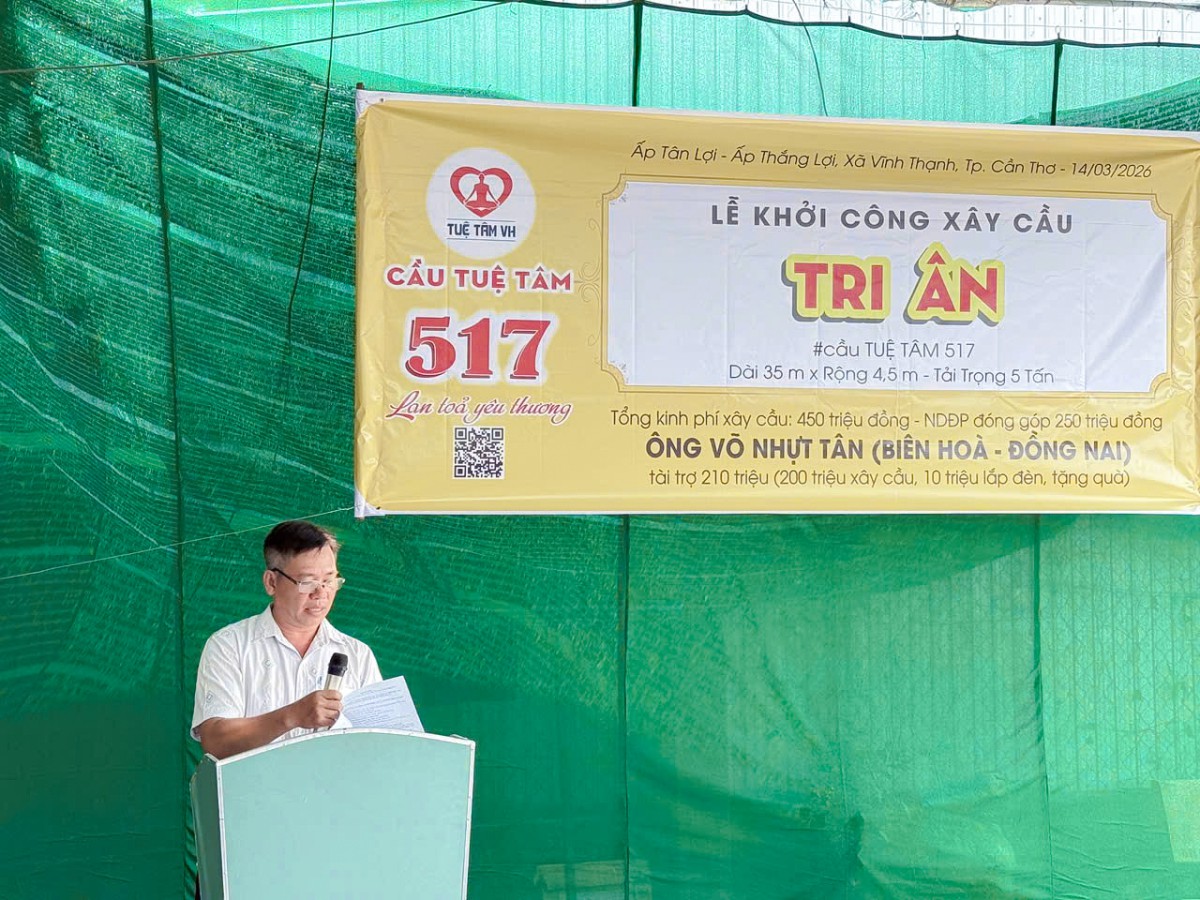 Ấp Tân Lợi - Ấp Thắng Lợi, Xã Vĩnh Thạnh, Tp. Cần Thơ - 14/03/2026
TUỆ TÂM VH
CẦU TUỆ TÂM
517
Lan toả yêu thương
LỄ KHỞI CÔNG XÂY CẦU
TRI ÂN
#cầu TUỆ TÂM 517
Dài 35 m x Rộng 4,5 m - Tải Trọng 5 Tấn
Tổng kinh phí xây cầu: 450 triệu đồng - NDĐP đóng góp 250 triệu đồng
ÔNG VÕ NHỰT TÂN (BIÊN HOÀ - ĐỒNG NAI)
tài trợ 210 triệu (200 triệu xây cầu, 10 triệu lắp đèn, tặng quà)